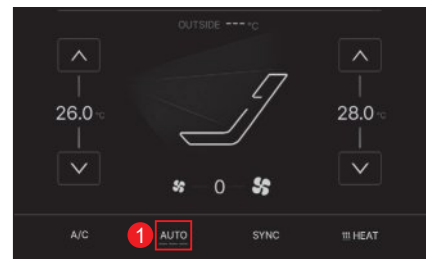 OUTSIDE --- °C
26.0 °C
28.0 °C
0
A/C
1
AUTO
SYNC
HEAT